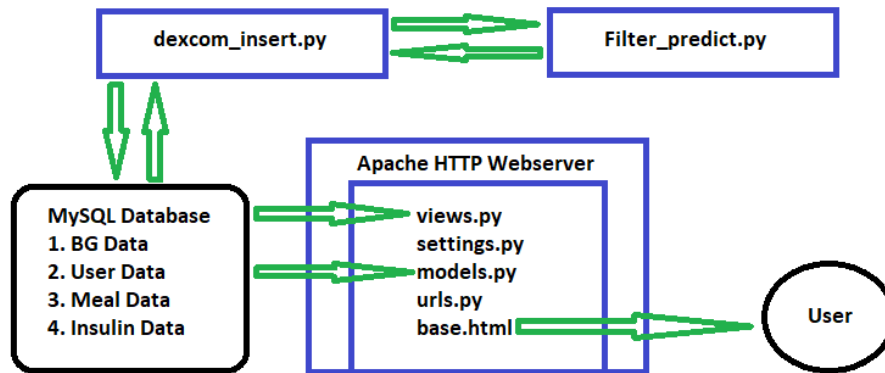 dexcom_insert.py
Filter_predict.py
Apache HTTP Webserver
MySQL Database
1. BG Data
2. User Data
3. Meal Data
4. Insulin Data
views.py
settings.py
models.py
urls.py
base.html
User